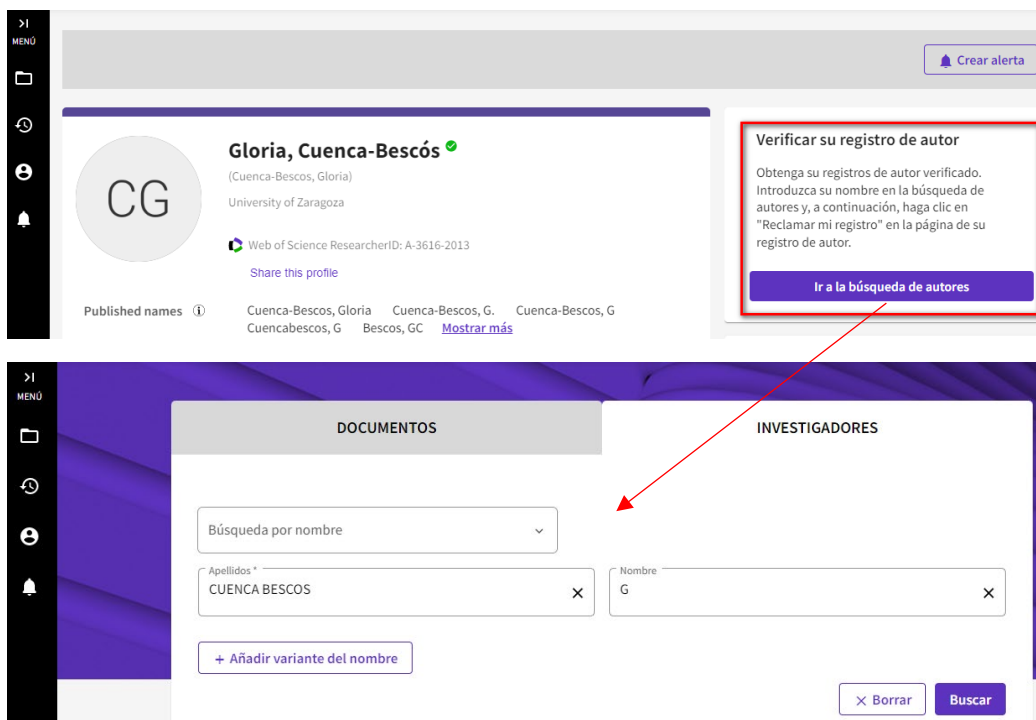 MENÚ
Crear alerta
CG
Gloria, Cuenca-Bescós
(Cuenca-Bescos, Gloria)
University of Zaragoza
Web of Science ResearcherID: A-3616-2013
Share this profile
Published names
Cuenca-Bescos, Gloria Cuenca-Bescos, G. Cuenca-Bescos, G
Cuencabescos, G Bescos, GC Mostrar más
Verificar su registro de autor
Obtenga su registros de autor verificado.
Introduzca su nombre en la búsqueda de
autores y, a continuación, haga clic en
"Reclamar mi registro" en la página de su
registro de autor.
Ir a la búsqueda de autores
MENÚ
DOCUMENTOS
INVESTIGADORES
Búsqueda por nombre
Apellidos *
CUENCA BESCOS
Nombre
G
+ Añadir variante del nombre
Borrar
Buscar